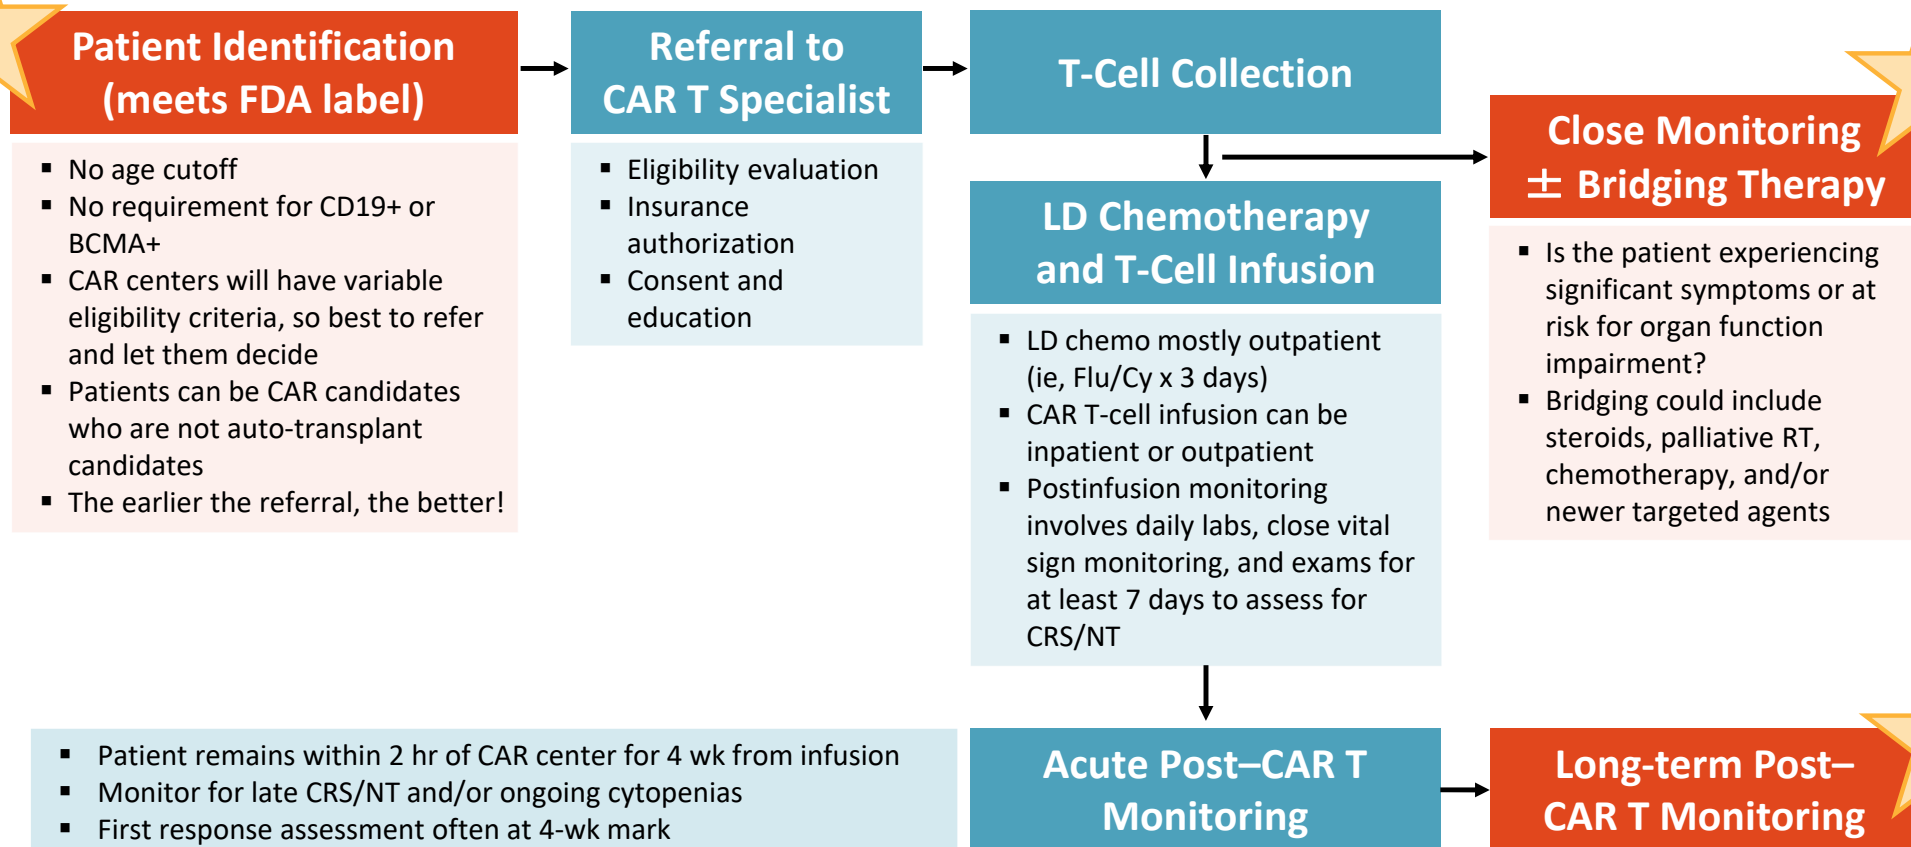 Patient Identification
(meets FDA label)
▪ No age cutoff
▪ No requirement for CD19+ or
BCMA+
▪ CAR centers will have variable
eligibility criteria, so best to refer
and let them decide
▪ Patients can be CAR candidates
who are not auto-transplant
candidates
▪ The earlier the referral, the better!
Referral to
CAR T Specialist
▪ Eligibility evaluation
▪ Insurance
authorization
▪ Consent and
education
T-Cell Collection
LD Chemotherapy
and T-Cell Infusion
▪ LD chemo mostly outpatient
(ie, Flu/Cy x 3 days)
▪ CAR T-cell infusion can be
inpatient or outpatient
▪ Postinfusion monitoring
involves daily labs, close vital
sign monitoring, and exams for
at least 7 days to assess for
CRS/NT
Close Monitoring
± Bridging Therapy
▪ Is the patient experiencing
significant symptoms or at
risk for organ function
impairment?
▪ Bridging could include
steroids, palliative RT,
chemotherapy, and/or
newer targeted agents
▪ Patient remains within 2 hr of CAR center for 4 wk from infusion
▪ Monitor for late CRS/NT and/or ongoing cytopenias
▪ First response assessment often at 4-wk mark
Acute Post–CAR T
Monitoring
Long-term Post–
CAR T Monitoring